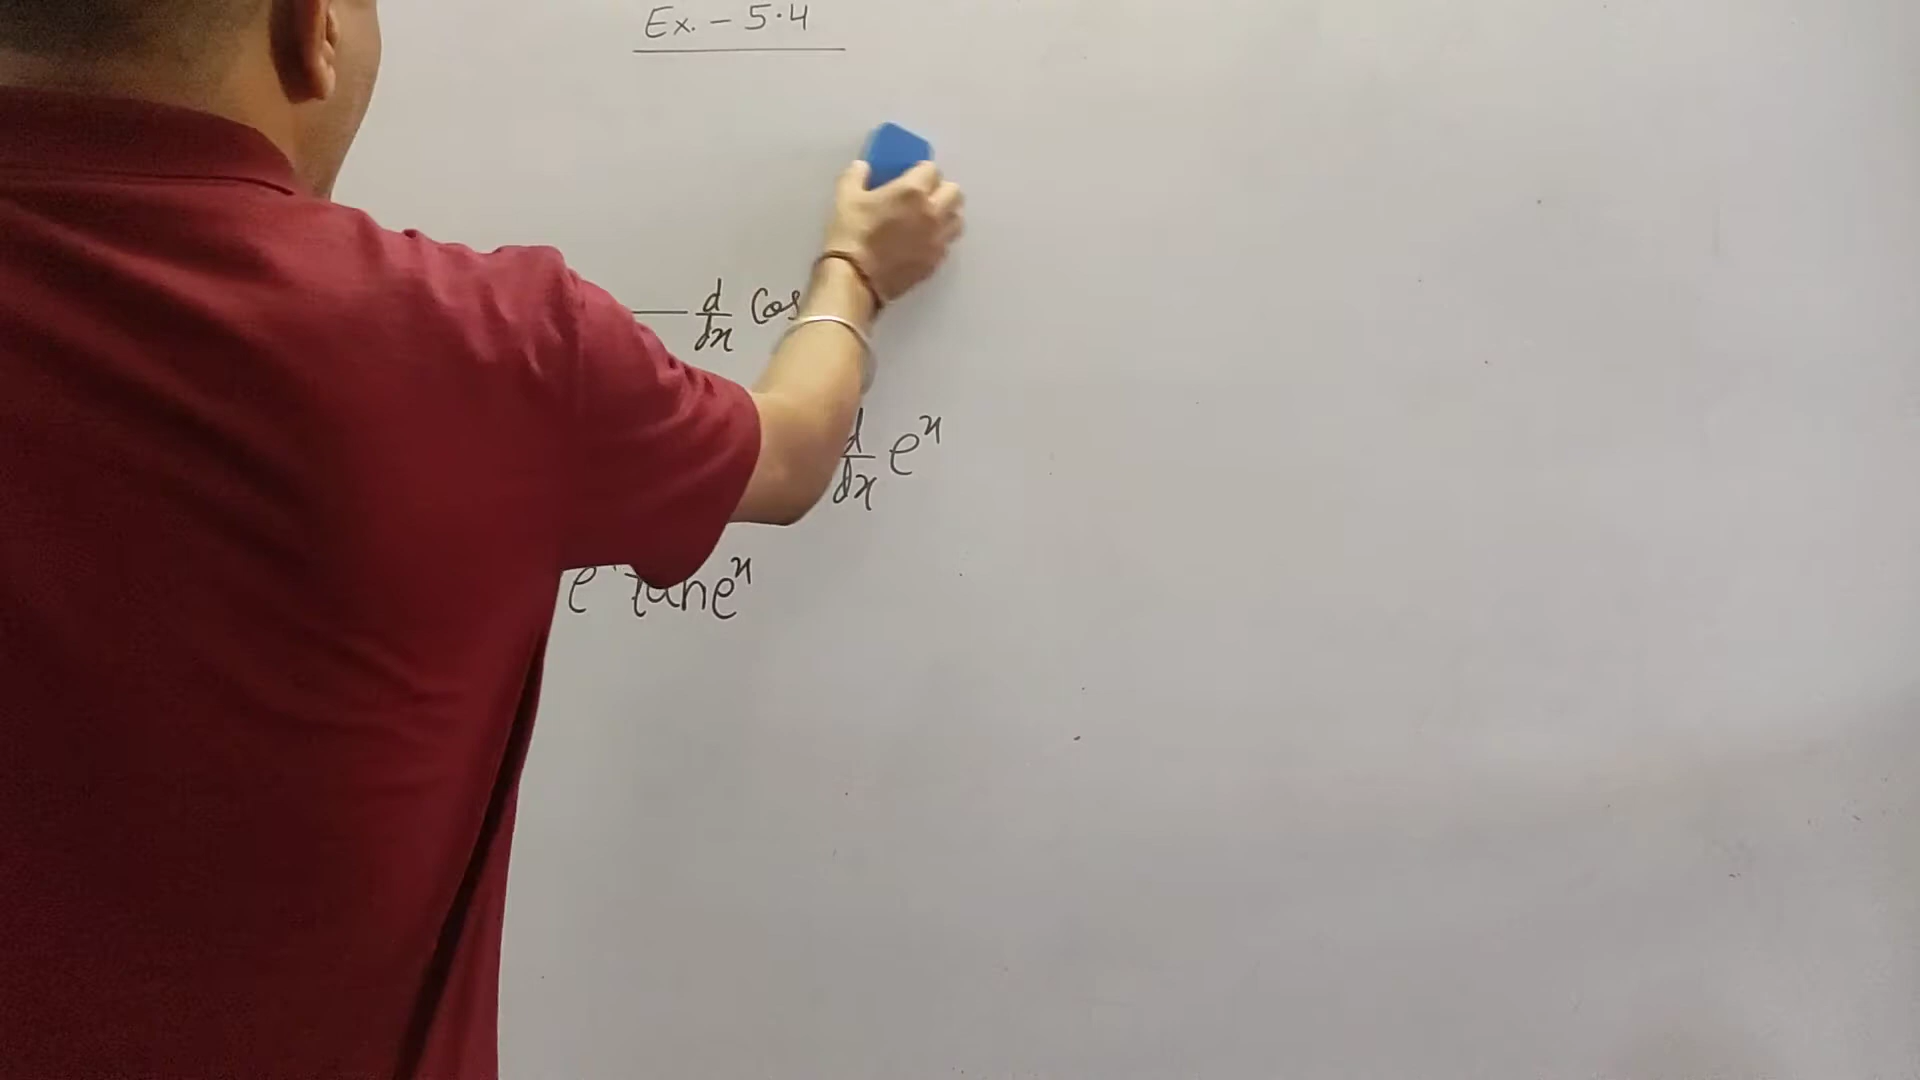 Ex. – 5.4
d/dx Cos
d/dx e^x
e tan e^x